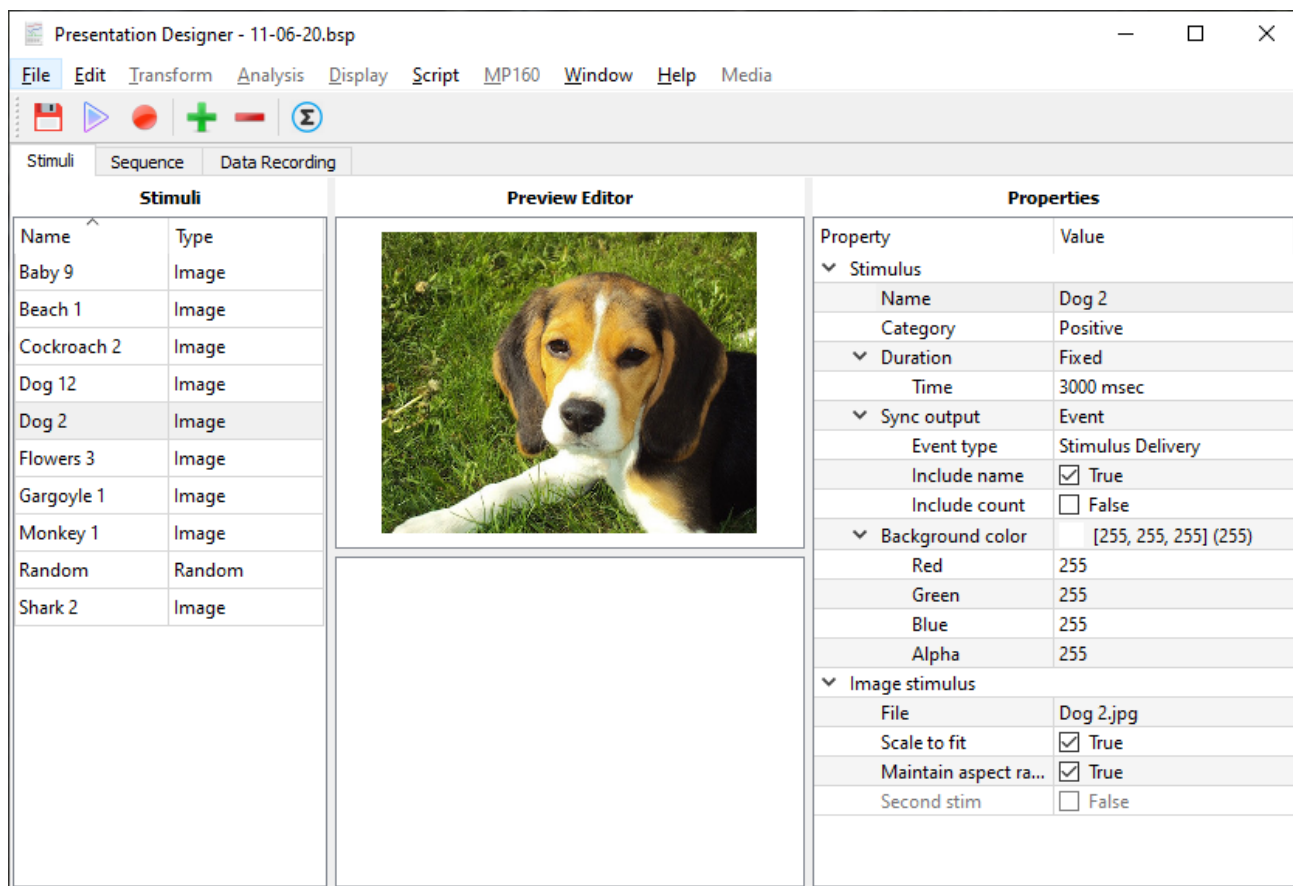 Presentation Designer - 11-06-20.bsp
File Edit Transform Analysis Display Script MP160 Window Help Media
Σ
Stimuli Sequence Data Recording
Stimuli
Name Type
Baby 9 Image
Beach 1 Image
Cockroach 2 Image
Dog 12 Image
Dog 2 Image
Flowers 3 Image
Gargoyle 1 Image
Monkey 1 Image
Random Random
Shark 2 Image
Preview Editor
Properties
Property Value
Stimulus
Name Dog 2
Category Positive
Duration Fixed
Time 3000 msec
Sync output Event
Event type Stimulus Delivery
Include name True
Include count False
Background color [255, 255, 255] (255)
Red 255
Green 255
Blue 255
Alpha 255
Image stimulus
File Dog 2.jpg
Scale to fit True
Maintain aspect ra... True
Second stim False